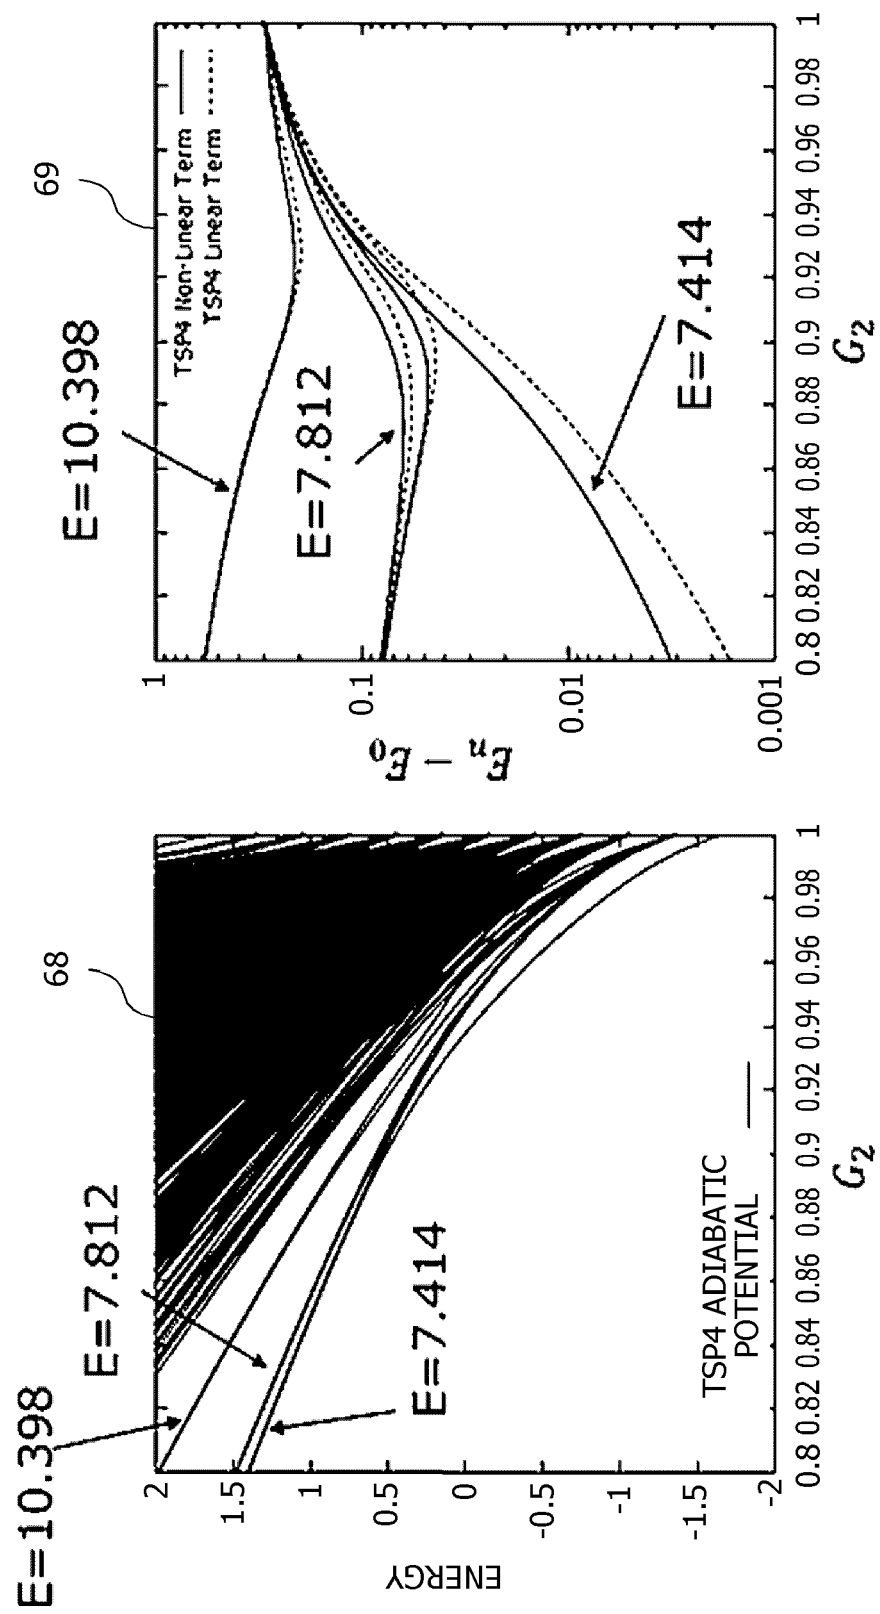 68
E=10.398
E=7.812
E=7.414
TSP4 ADIABATIC
POTENTIAL
ENERGY
2
1.5
1
0.5
0
-0.5
-1
-1.5
-2
0.8 0.82 0.84 0.86 0.88 0.9 0.92 0.94 0.96 0.98 1
G₂
69
E=10.398
E=7.812
E=7.414
TSP4 Non-Linear Term
TSP4 Linear Term
Eₙ − E₀
1
0.1
0.01
0.001
0.8 0.82 0.84 0.86 0.88 0.9 0.92 0.94 0.96 0.98 1
G₂